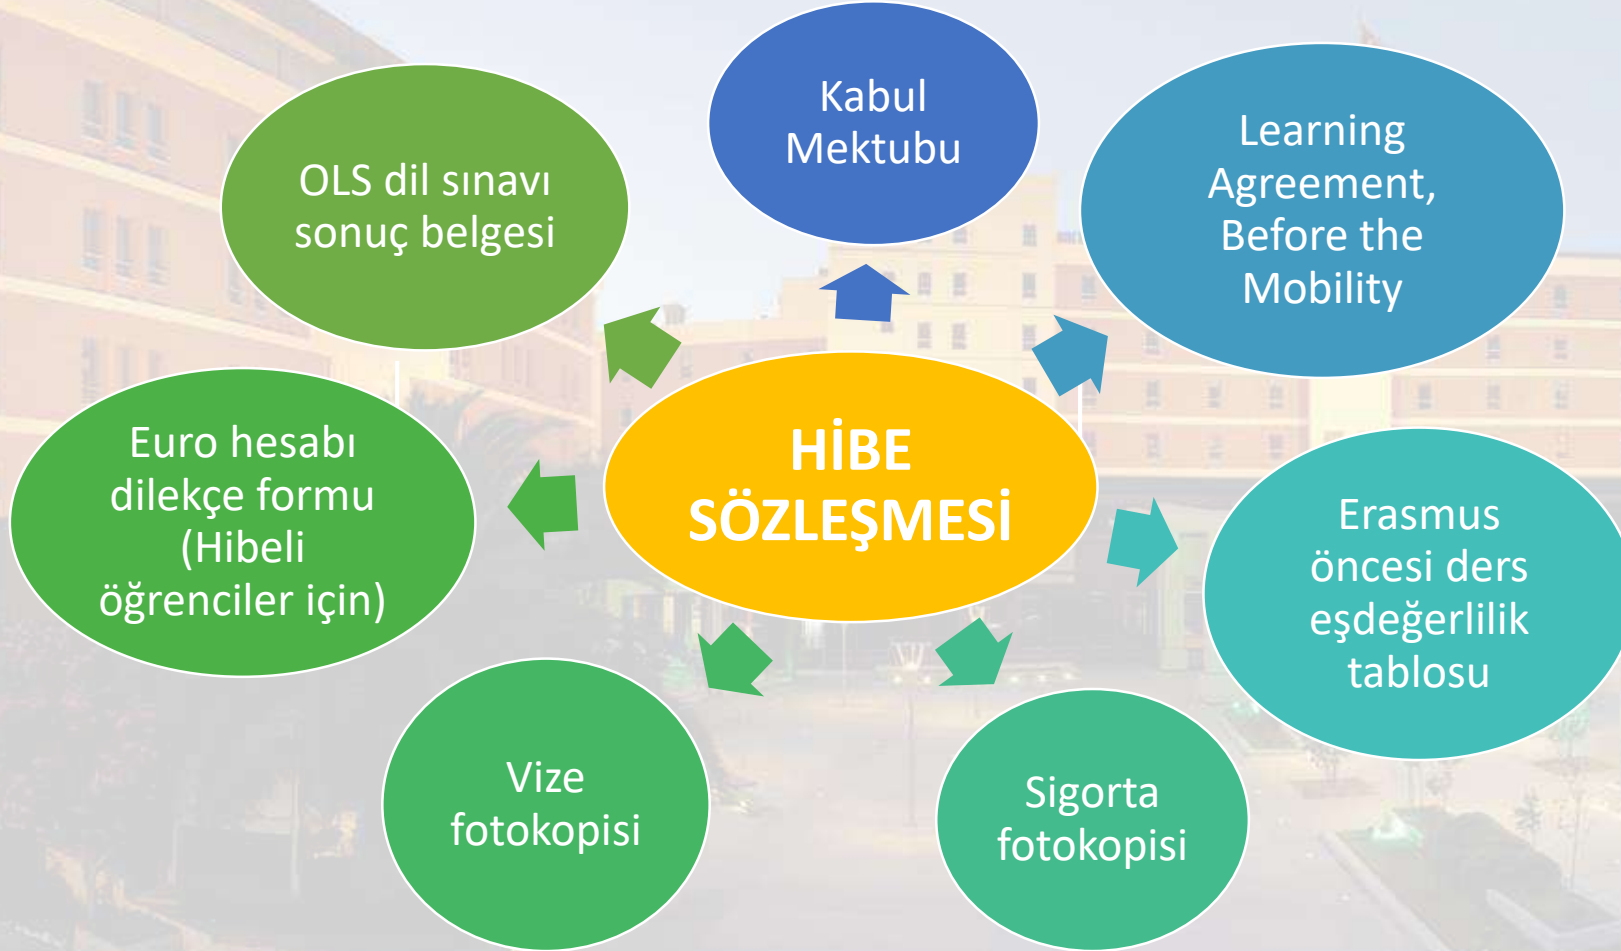 Kabul
Mektubu
Learning
Agreement,
Before the
Mobility
Erasmus
öncesi ders
eşdeğerlilik
tablosu
Sigorta
fotokopisi
Vize
fotokopisi
Euro hesabı
dilekçe formu
(Hibeli
öğrenciler için)
OLS dil sınavı
sonuç belgesi
HİBE
SÖZLEŞMESİ